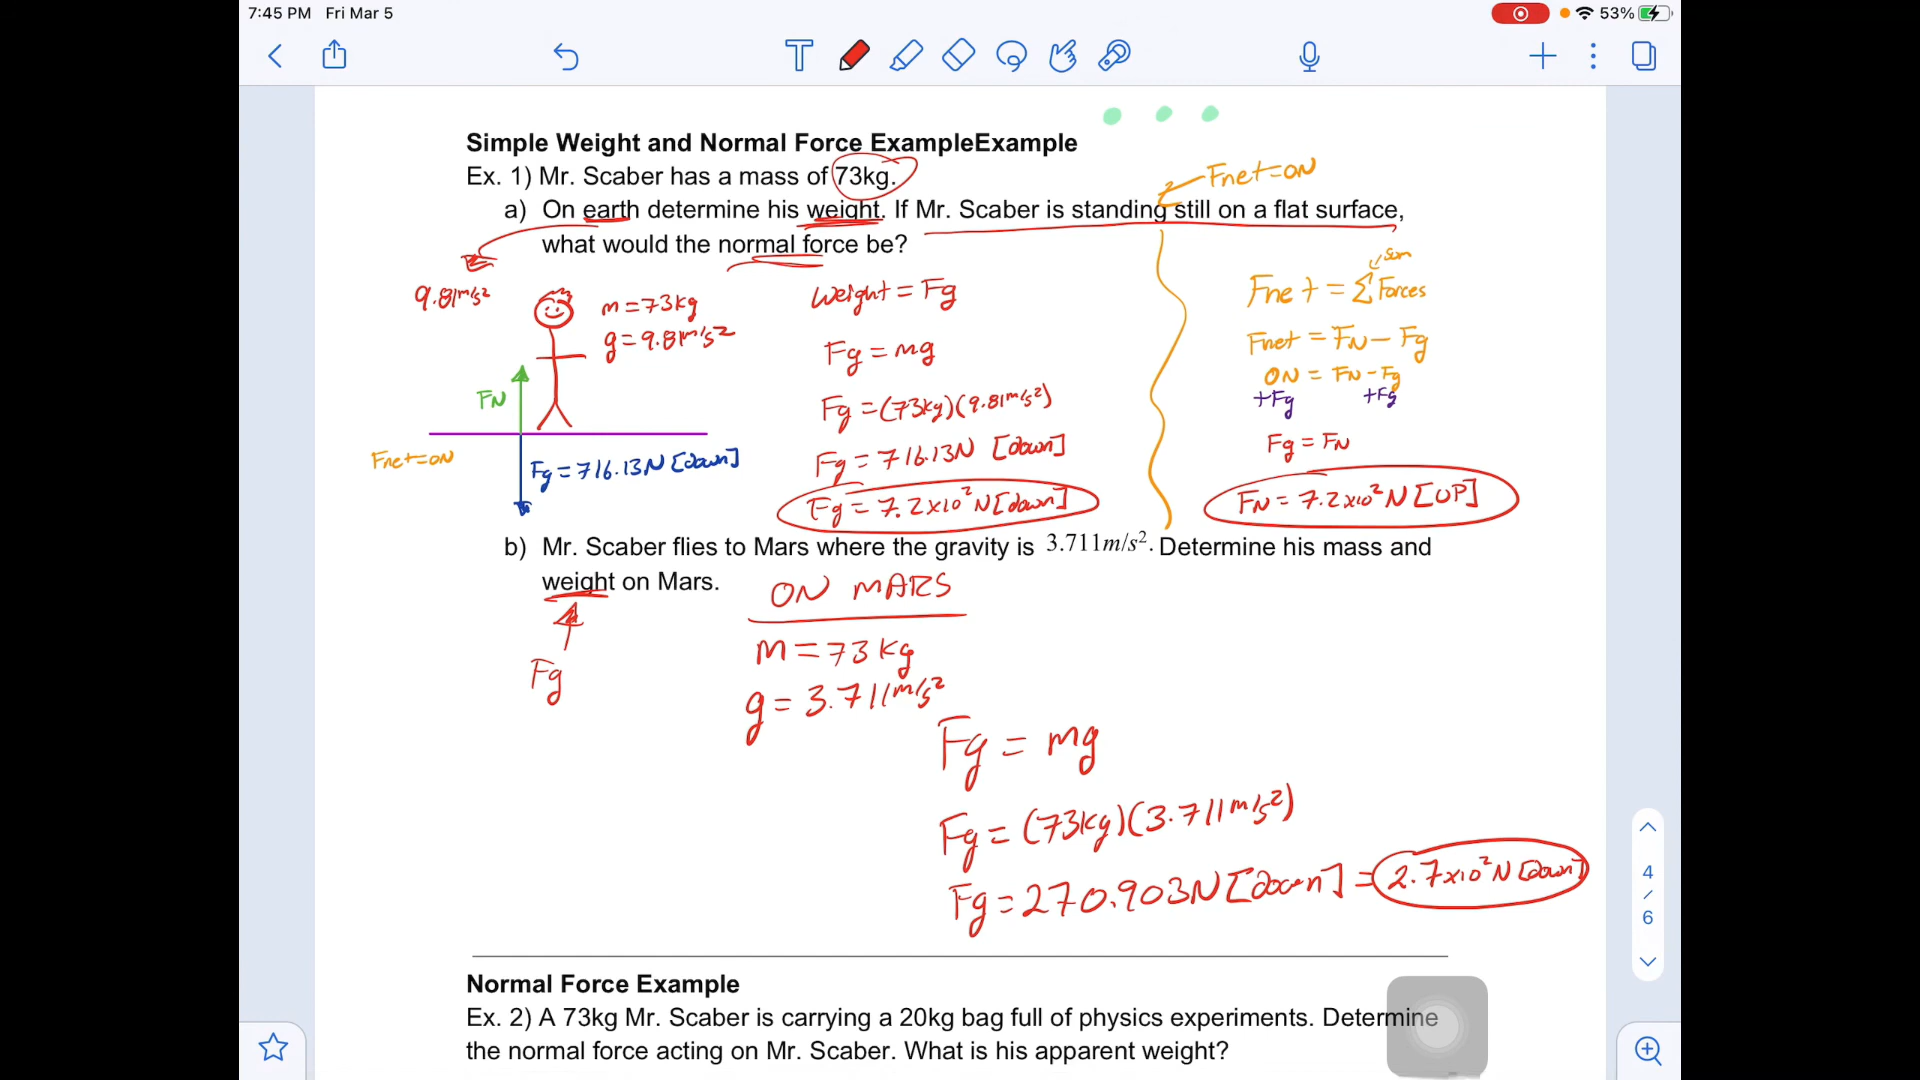 7:45 PM Fri Mar 5
53%
Simple Weight and Normal Force ExampleExample
Ex. 1) Mr. Scaber has a mass of 73kg.
Fnet=0N
a) On earth determine his weight. If Mr. Scaber is standing still on a flat surface,
what would the normal force be?
9.81m/s²
m=73kg
g=9.81m/s²
FN
Fnet=0N
Fg=716.13N [down]
Weight = Fg
Fg = mg
Fg =(73kg)(9.81m/s²)
Fg = 716.13N [down]
Fg = 7.2x10² N [down]
sum
Fnet = Σ Forces
Fnet = FN - Fg
0N = FN - Fg
+Fg +Fg
Fg = FN
FN = 7.2x10² N [UP]
b) Mr. Scaber flies to Mars where the gravity is 3.711m/s². Determine his mass and
weight on Mars.
Fg
ON MARS
m=73kg
g= 3.711m/s²
Fg = mg
Fg = (73kg)(3.711m/s²)
Fg = 270.903N [down] = 2.7x10² N [down]
4
/
6
Normal Force Example
Ex. 2) A 73kg Mr. Scaber is carrying a 20kg bag full of physics experiments. Determine
the normal force acting on Mr. Scaber. What is his apparent weight?